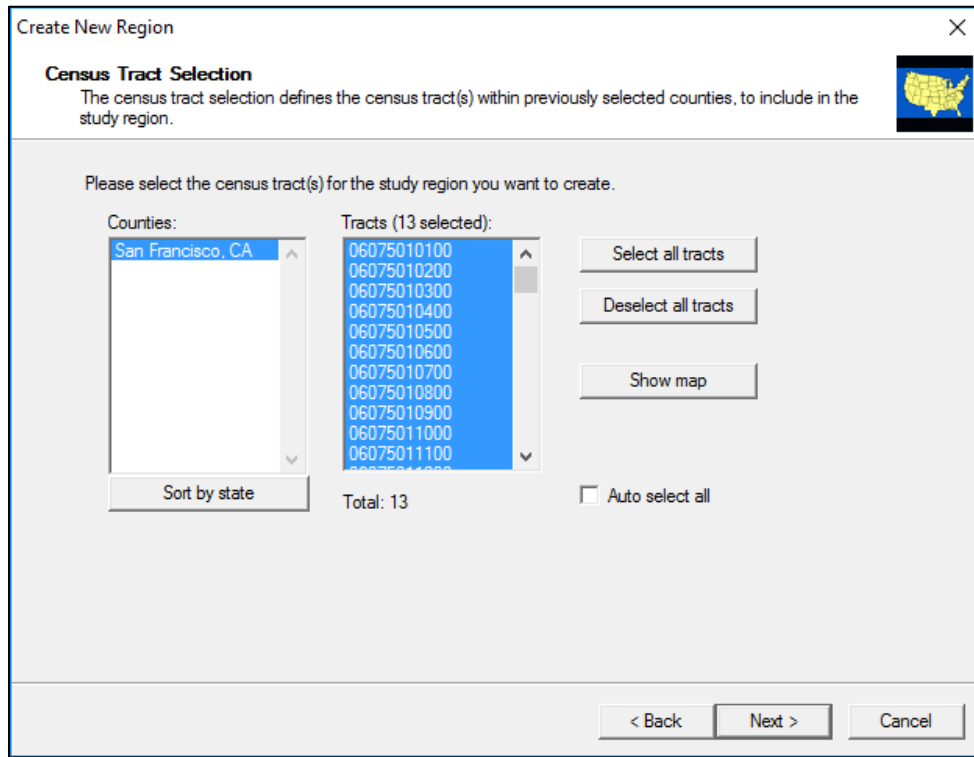 Create New Region
Census Tract Selection
The census tract selection defines the census tract(s) within previously selected counties, to include in the
study region.
Please select the census tract(s) for the study region you want to create.
Counties:
San Francisco, CA
Sort by state
Tracts (13 selected):
06075010100
06075010200
06075010300
06075010400
06075010500
06075010600
06075010700
06075010800
06075010900
06075011000
06075011100
Total: 13
Select all tracts
Deselect all tracts
Show map
Auto select all
< Back
Next >
Cancel